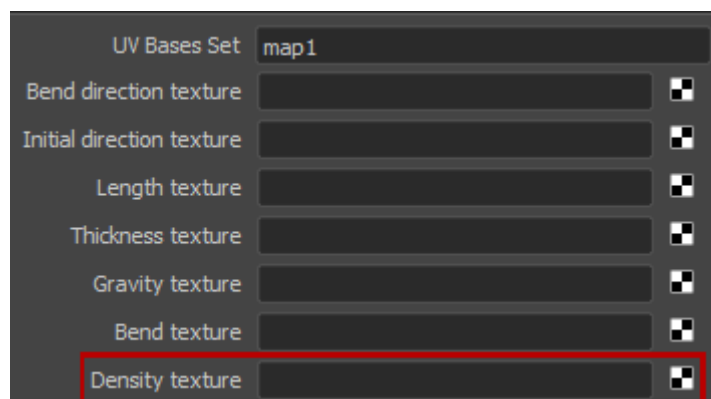 UV Bases Set map1
Bend direction texture
Initial direction texture
Length texture
Thickness texture
Gravity texture
Bend texture
Density texture